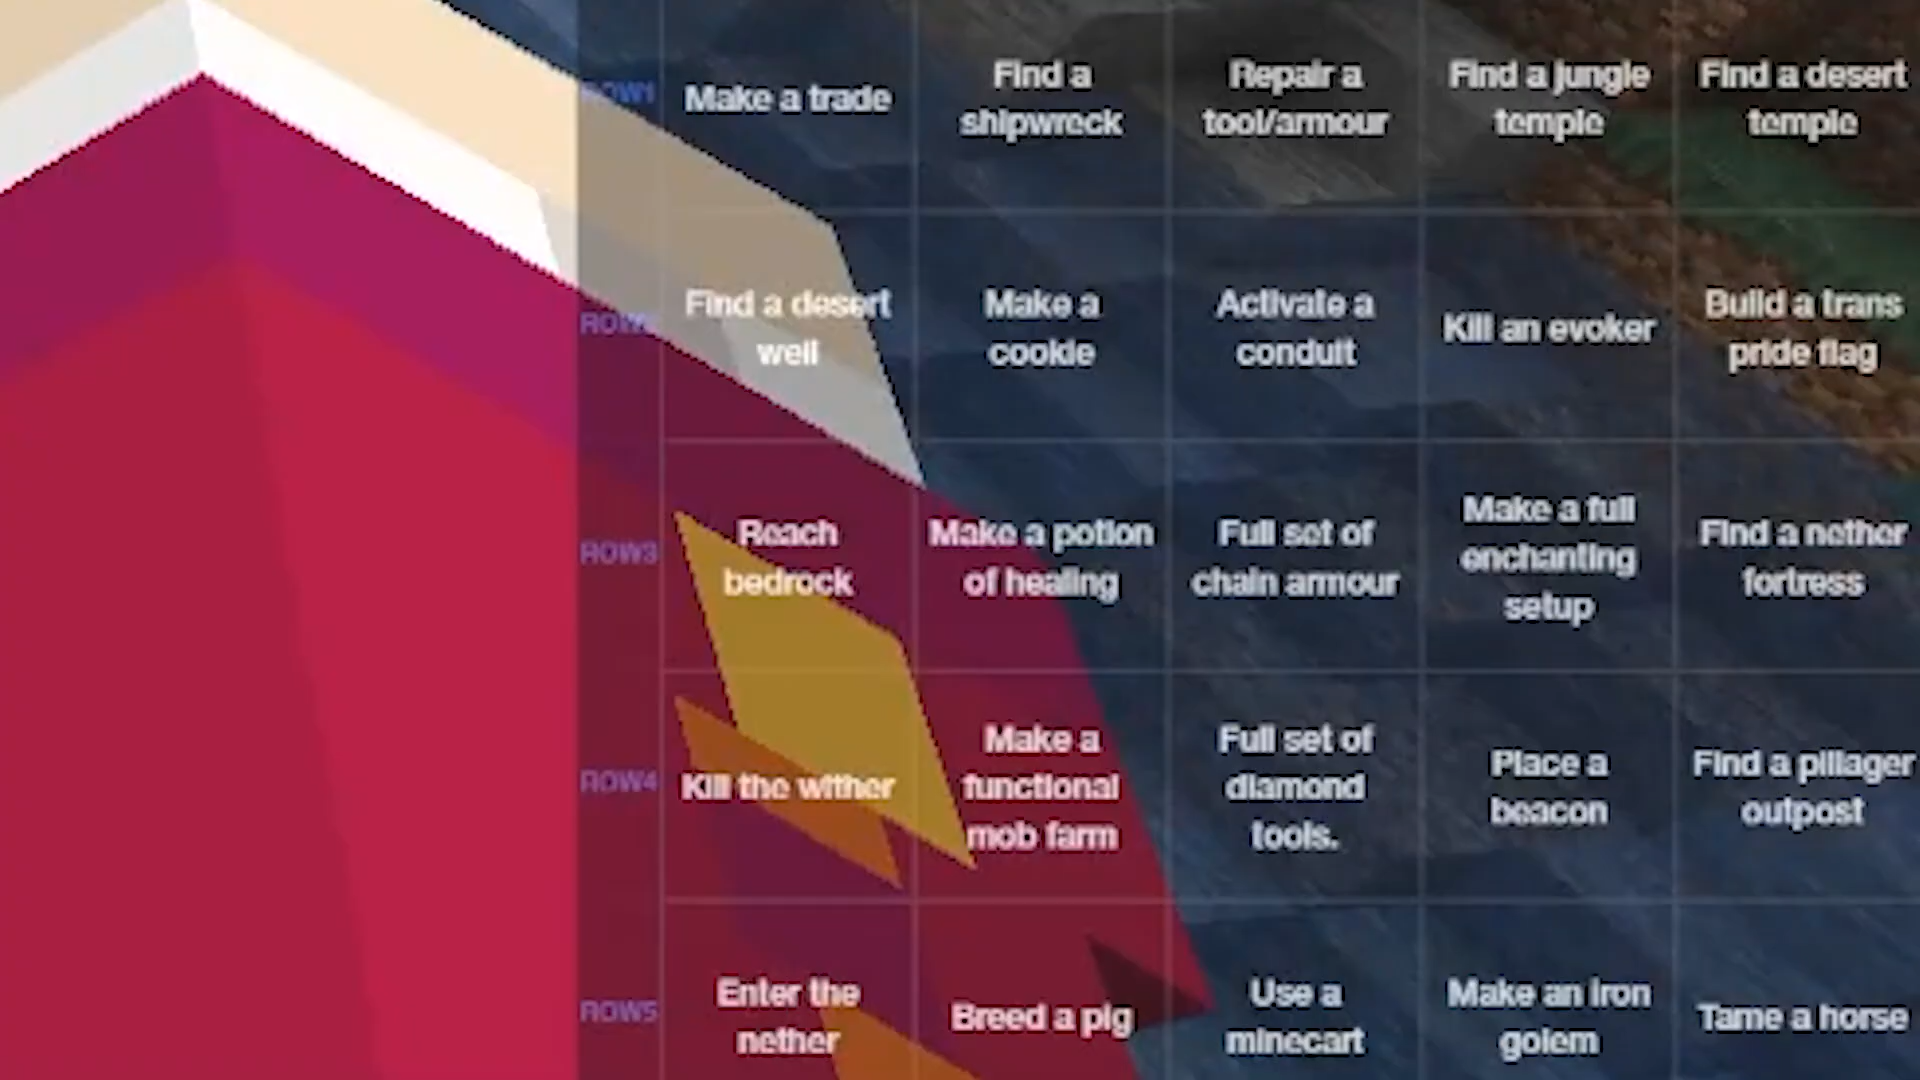 ROW1
Make a trade
Find a
shipwreck
Repair a
tool/armour
Find a jungle
temple
Find a desert
temple
ROW2
Find a desert
well
Make a
cookie
Activate a
conduit
Kill an evoker
Build a trans
pride flag
ROW3
Reach
bedrock
Make a potion
of healing
Full set of
chain armour
Make a full
enchanting
setup
Find a nether
fortress
ROW4
Kill the wither
Make a
functional
mob farm
Full set of
diamond
tools.
Place a
beacon
Find a pillager
outpost
ROW5
Enter the
nether
Breed a pig
Use a
minecart
Make an iron
golem
Tame a horse